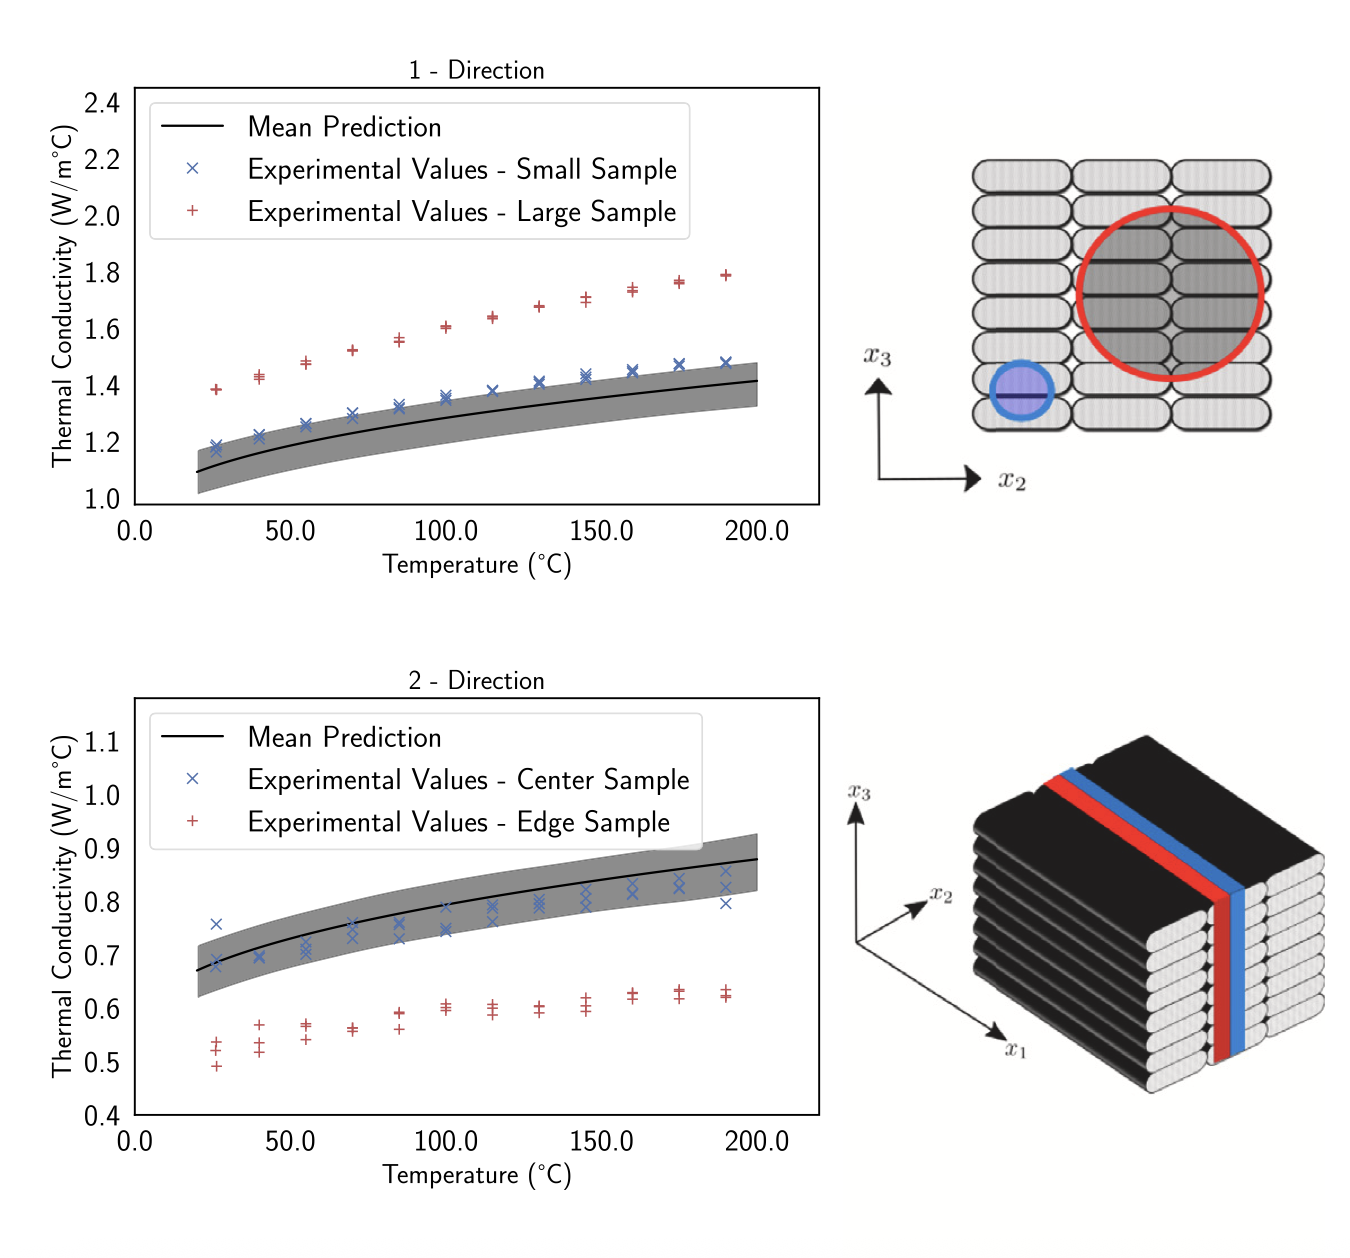 1 - Direction
Thermal Conductivity (W/m°C)
2.4
2.2
2.0
1.8
1.6
1.4
1.2
1.0
Mean Prediction
Experimental Values - Small Sample
Experimental Values - Large Sample
0.0 50.0 100.0 150.0 200.0
Temperature (°C)
x3
x2
2 - Direction
Thermal Conductivity (W/m°C)
1.1
1.0
0.9
0.8
0.7
0.6
0.5
0.4
Mean Prediction
Experimental Values - Center Sample
Experimental Values - Edge Sample
0.0 50.0 100.0 150.0 200.0
Temperature (°C)
x3
x2
x1